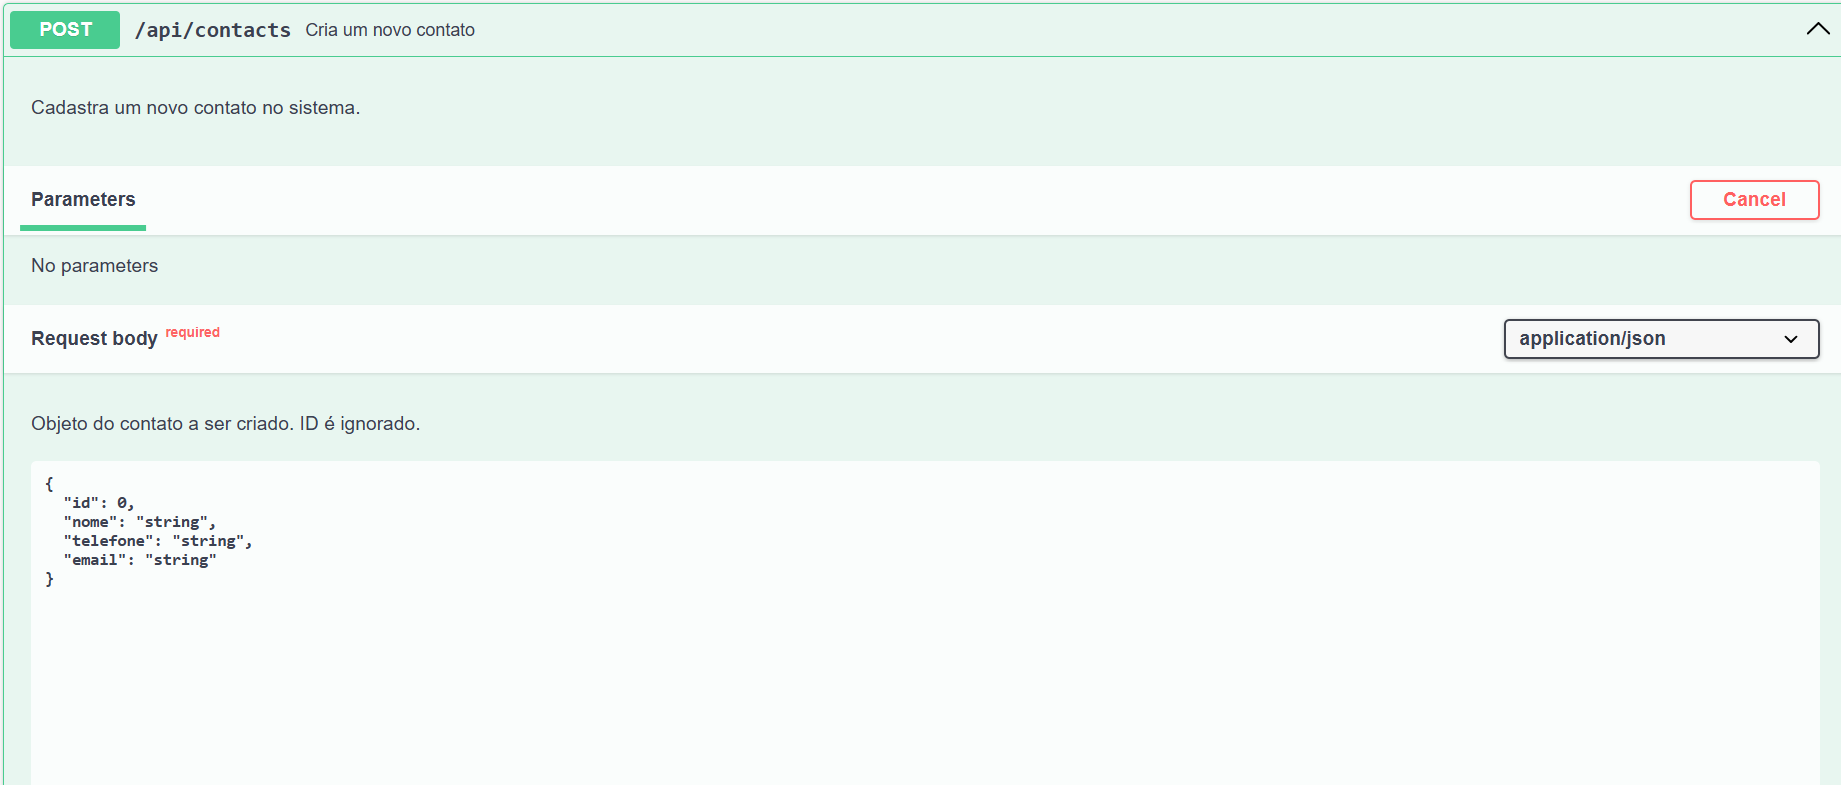 POST /api/contacts Cria um novo contato
Cadastra um novo contato no sistema.
Parameters Cancel
No parameters
Request body required application/json
Objeto do contato a ser criado. ID é ignorado.
{
  "id": 0,
  "nome": "string",
  "telefone": "string",
  "email": "string"
}